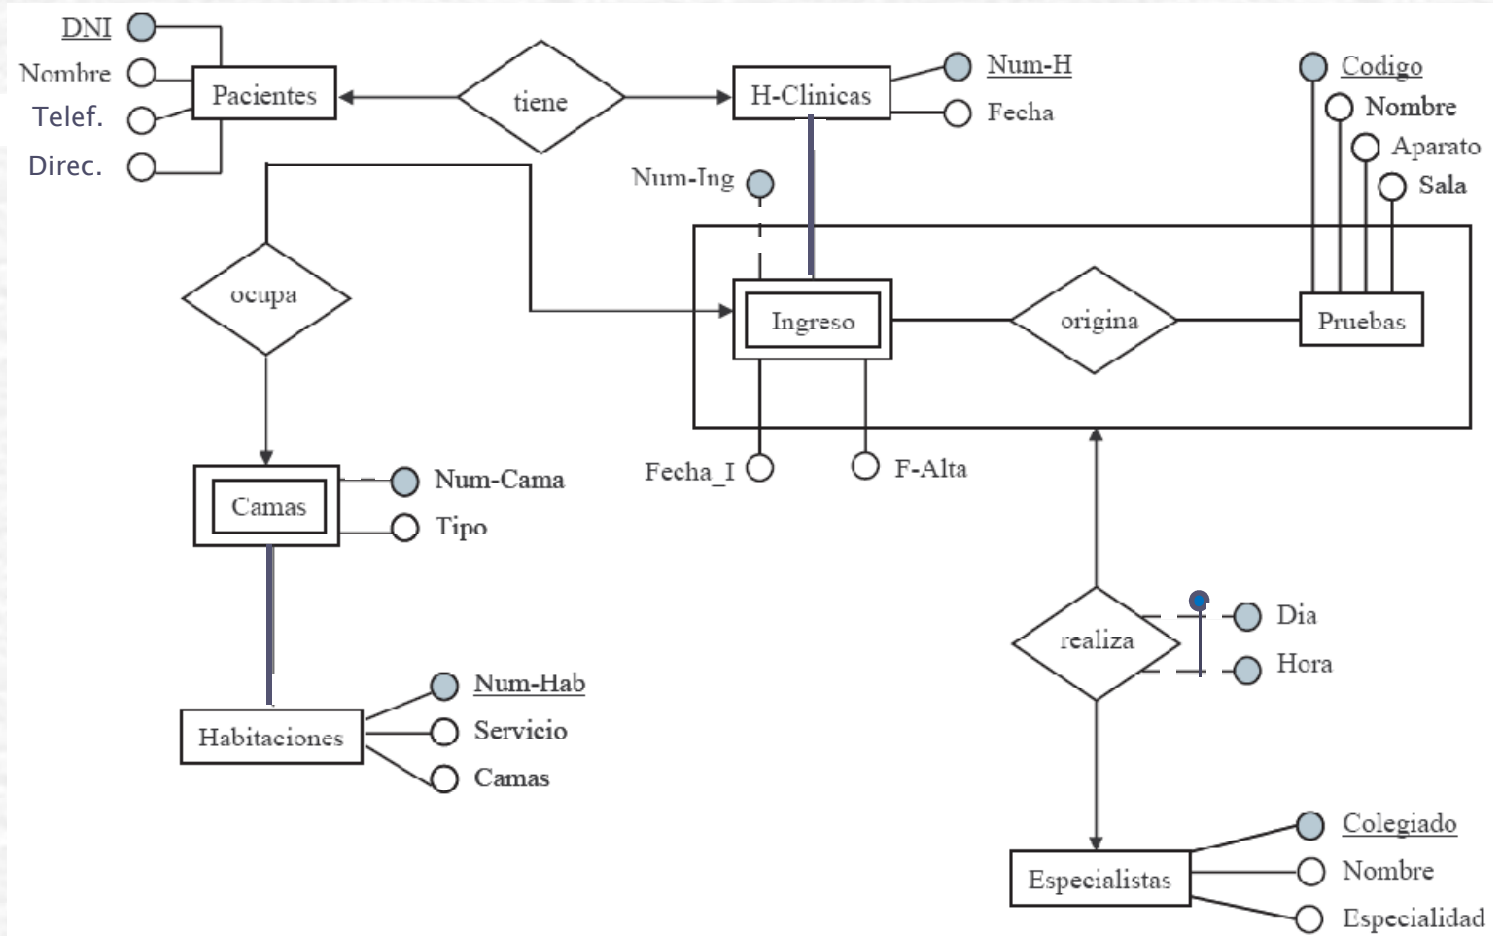 DNI
Nombre
Telef.
Direc.
Pacientes
tiene
H-Clinicas
Num-H
Fecha
Codigo
Nombre
Aparato
Sala
Num-Ing
ocupa
Ingreso
origina
Pruebas
Fecha_I
F-Alta
Camas
Num-Cama
Tipo
realiza
Dia
Hora
Habitaciones
Num-Hab
Servicio
Camas
Especialistas
Colegiado
Nombre
Especialidad